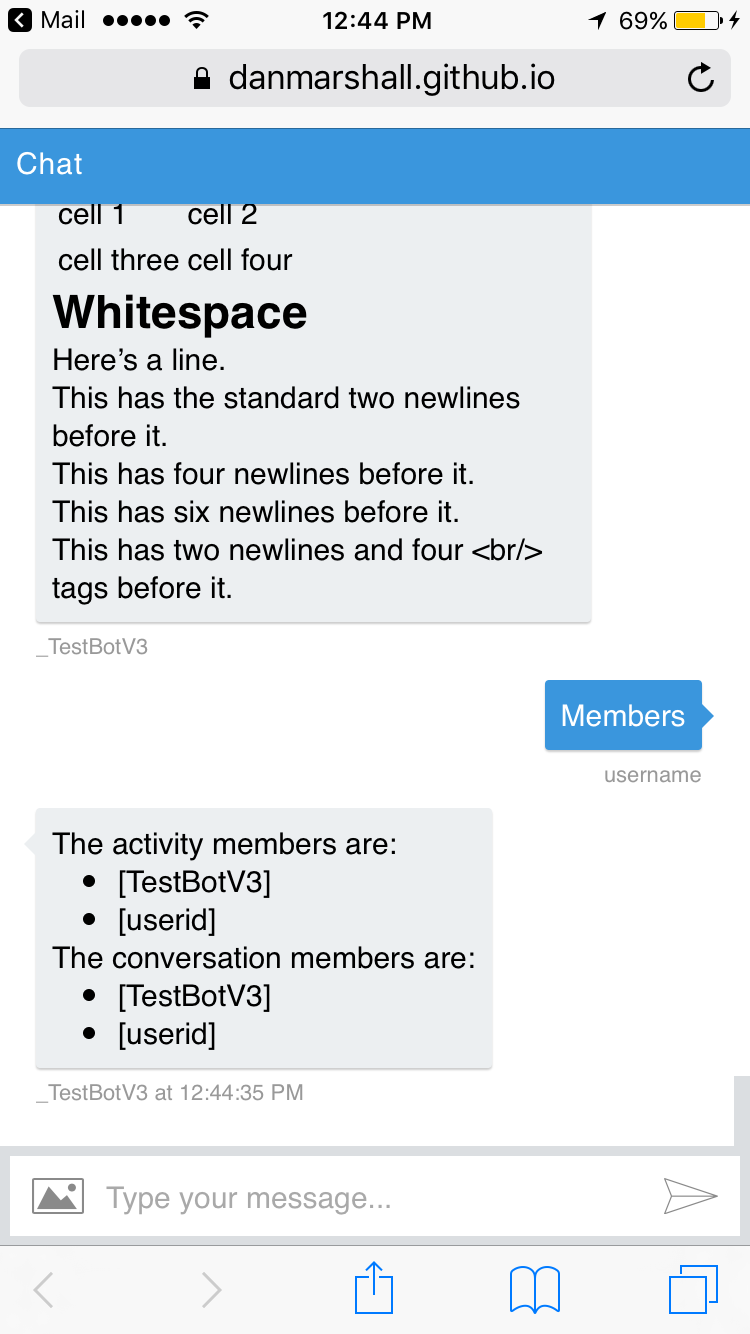 Mail 12:44 PM 69%
danmarshall.github.io
Chat
cell 1 cell 2
cell three cell four
Whitespace
Here’s a line.
This has the standard two newlines
before it.
This has four newlines before it.
This has six newlines before it.
This has two newlines and four <br/>
tags before it.
_TestBotV3
Members
username
The activity members are:
• [TestBotV3]
• [userid]
The conversation members are:
• [TestBotV3]
• [userid]
_TestBotV3 at 12:44:35 PM
Type your message...